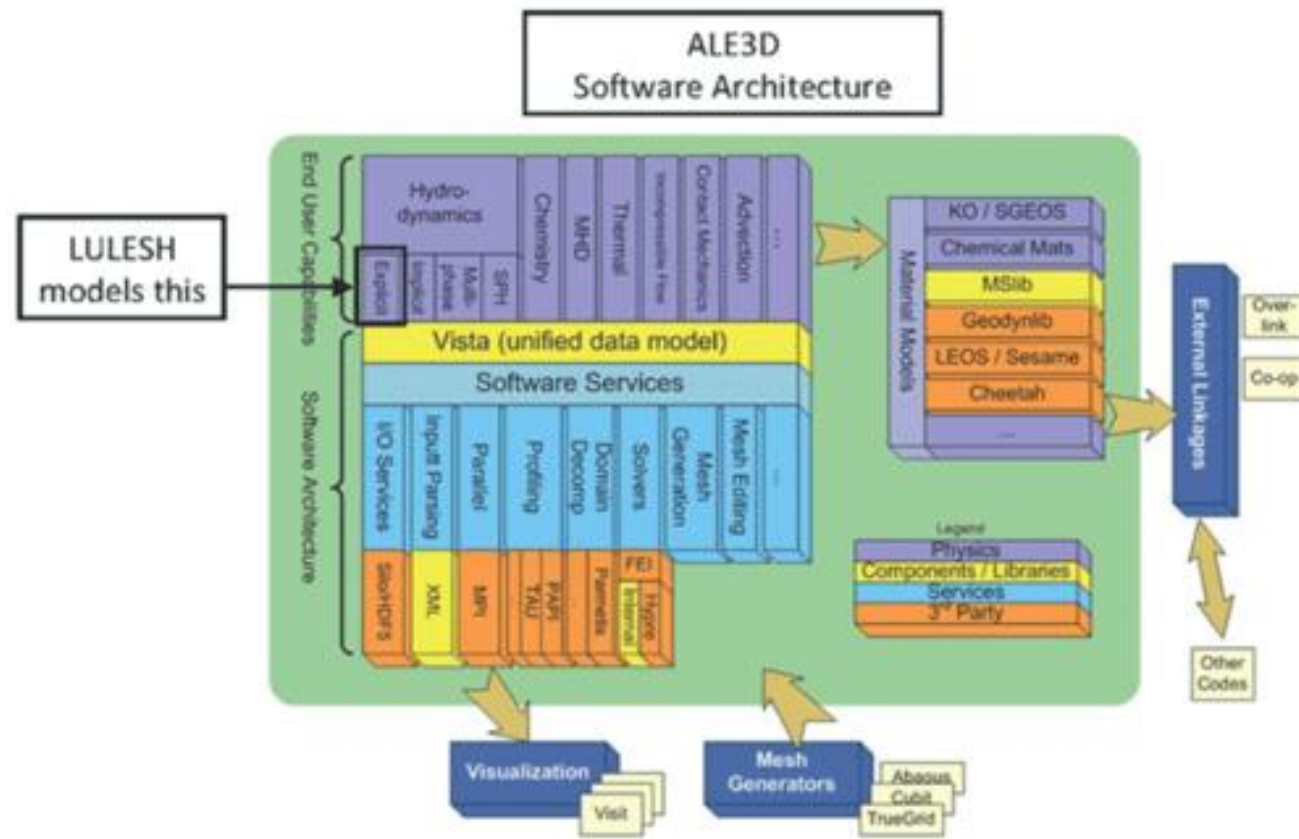 ALE3D
Software Architecture
LULESH
models this
End User Capabilities
Hydro-
dynamics
Explicit
Implicit
Multi-
phase
SPH
Chemistry
MHD
Thermal
Incompressible Flow
Contact Mechanics
Advection
...
Vista (unified data model)
Software Services
Software Architecture
I/O Services
Inputt Parsing
Parallel
Profiling
Domain
Decomp
Solvers
Mesh
Generation
Mesh Editing
...
Silo/HDF5
XML
MPI
TAU
PAPI
...
Parmetis
FEI
Internal
Hypre
Material Models
KO / SGEOS
Chemical Mats
MSlib
Geodynlib
LEOS / Sesame
Cheetah
...
External Linkages
Over-
link
Co-op
Other
Codes
Legend
Physics
Components / Libraries
Services
3rd Party
Visualization
Visit
Mesh
Generators
Abaqus
Cubit
TrueGrid